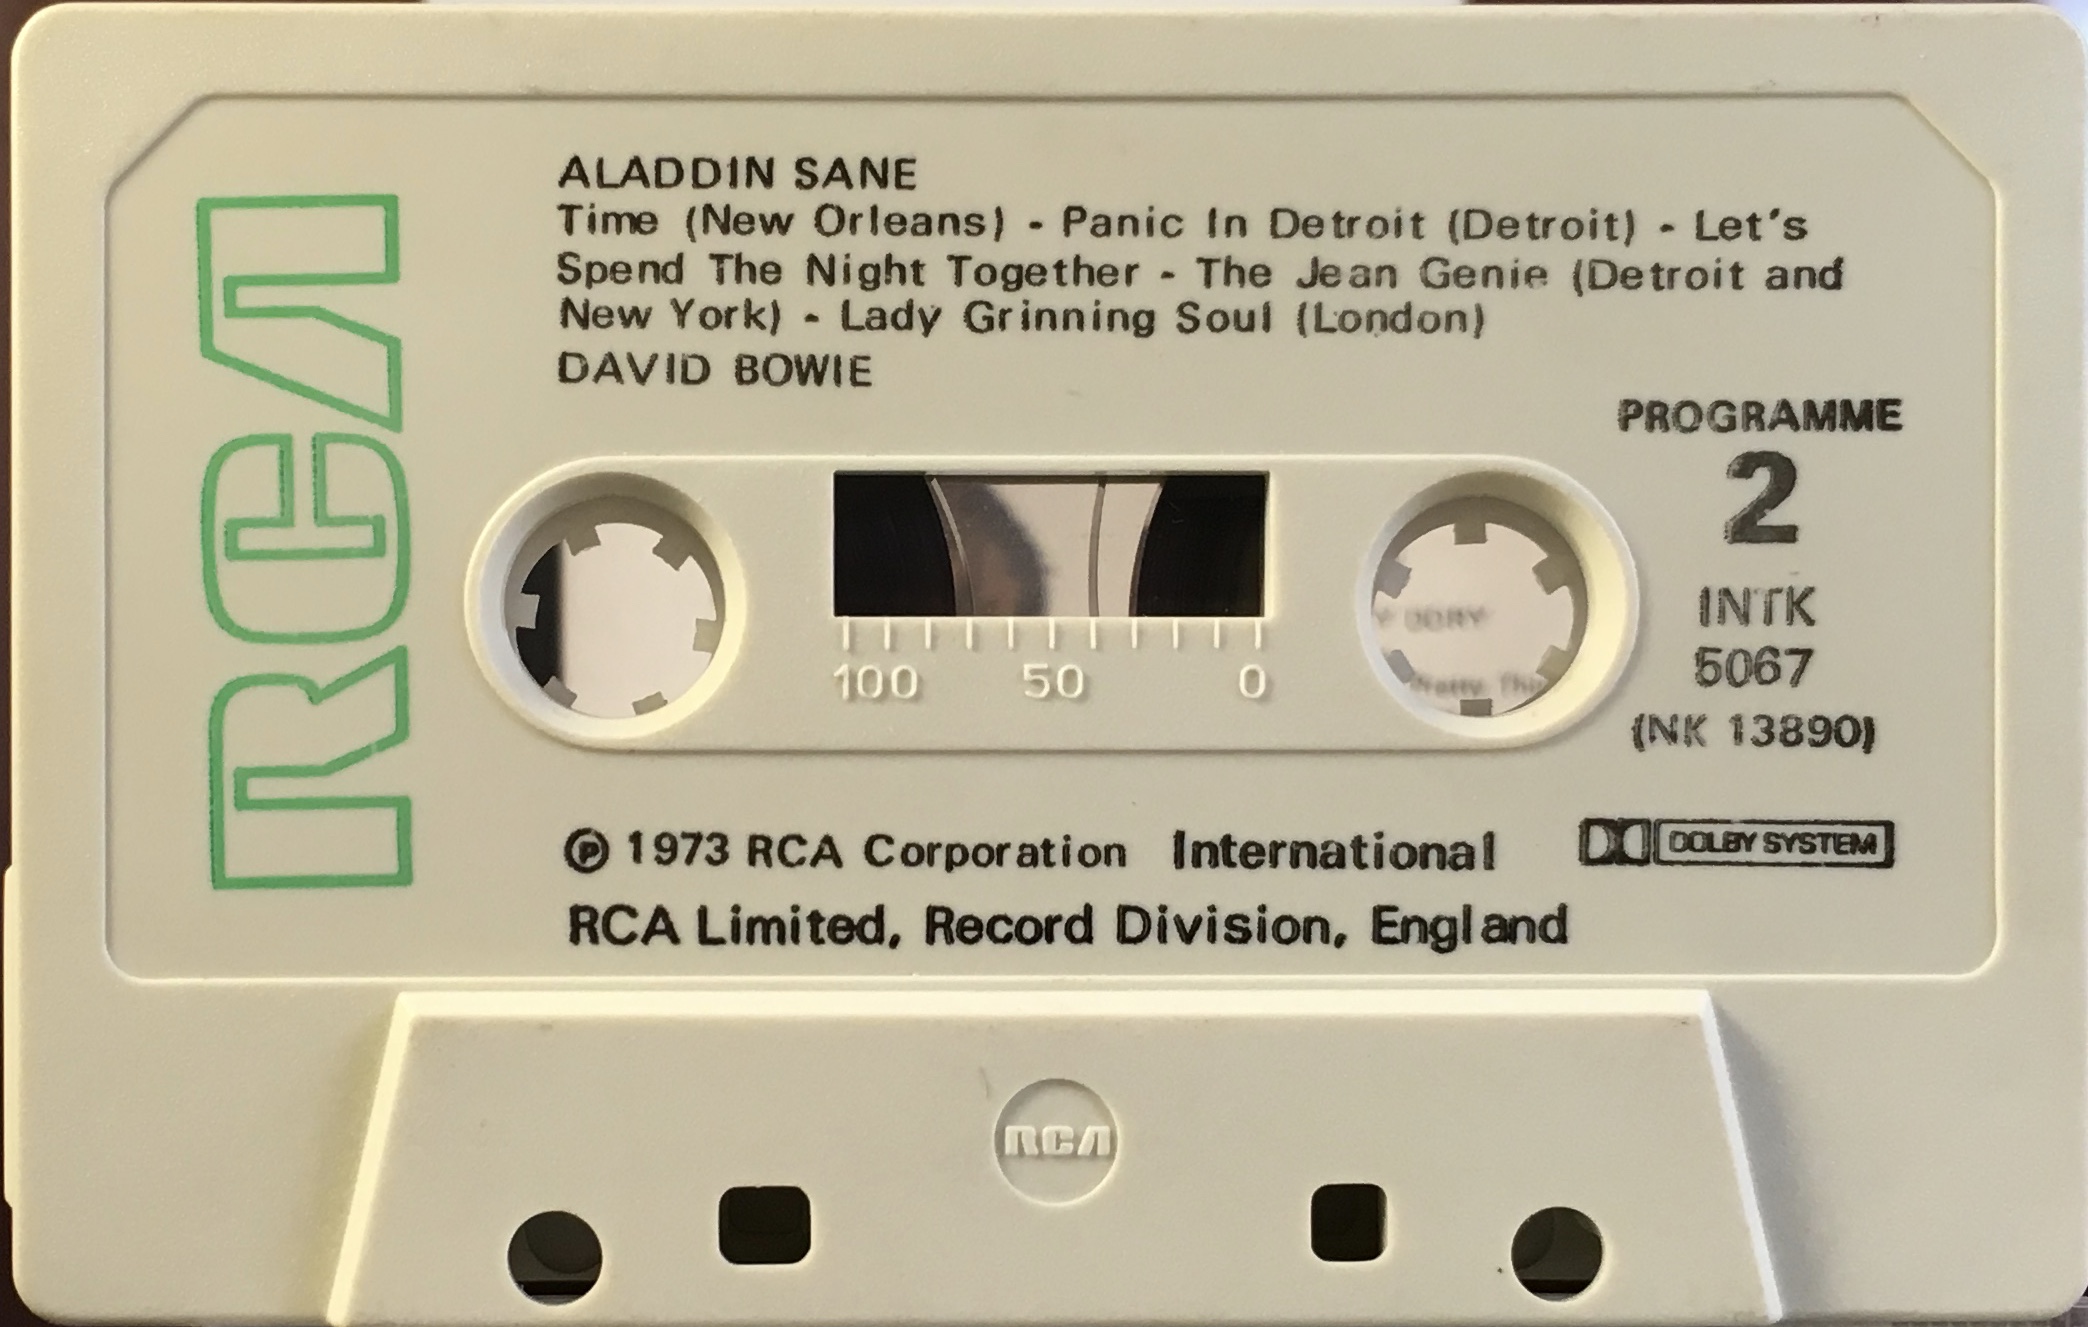 RCA
ALADDIN SANE
Time (New Orleans) - Panic In Detroit (Detroit) - Let's
Spend The Night Together - The Jean Genie (Detroit and
New York) - Lady Grinning Soul (London)
DAVID BOWIE
PROGRAMME
2
INTK
5067
(NK 13890)
100 50 0
DORY
Pretty
℗ 1973 RCA Corporation International
DOLBY SYSTEM
RCA Limited, Record Division, England
RCA